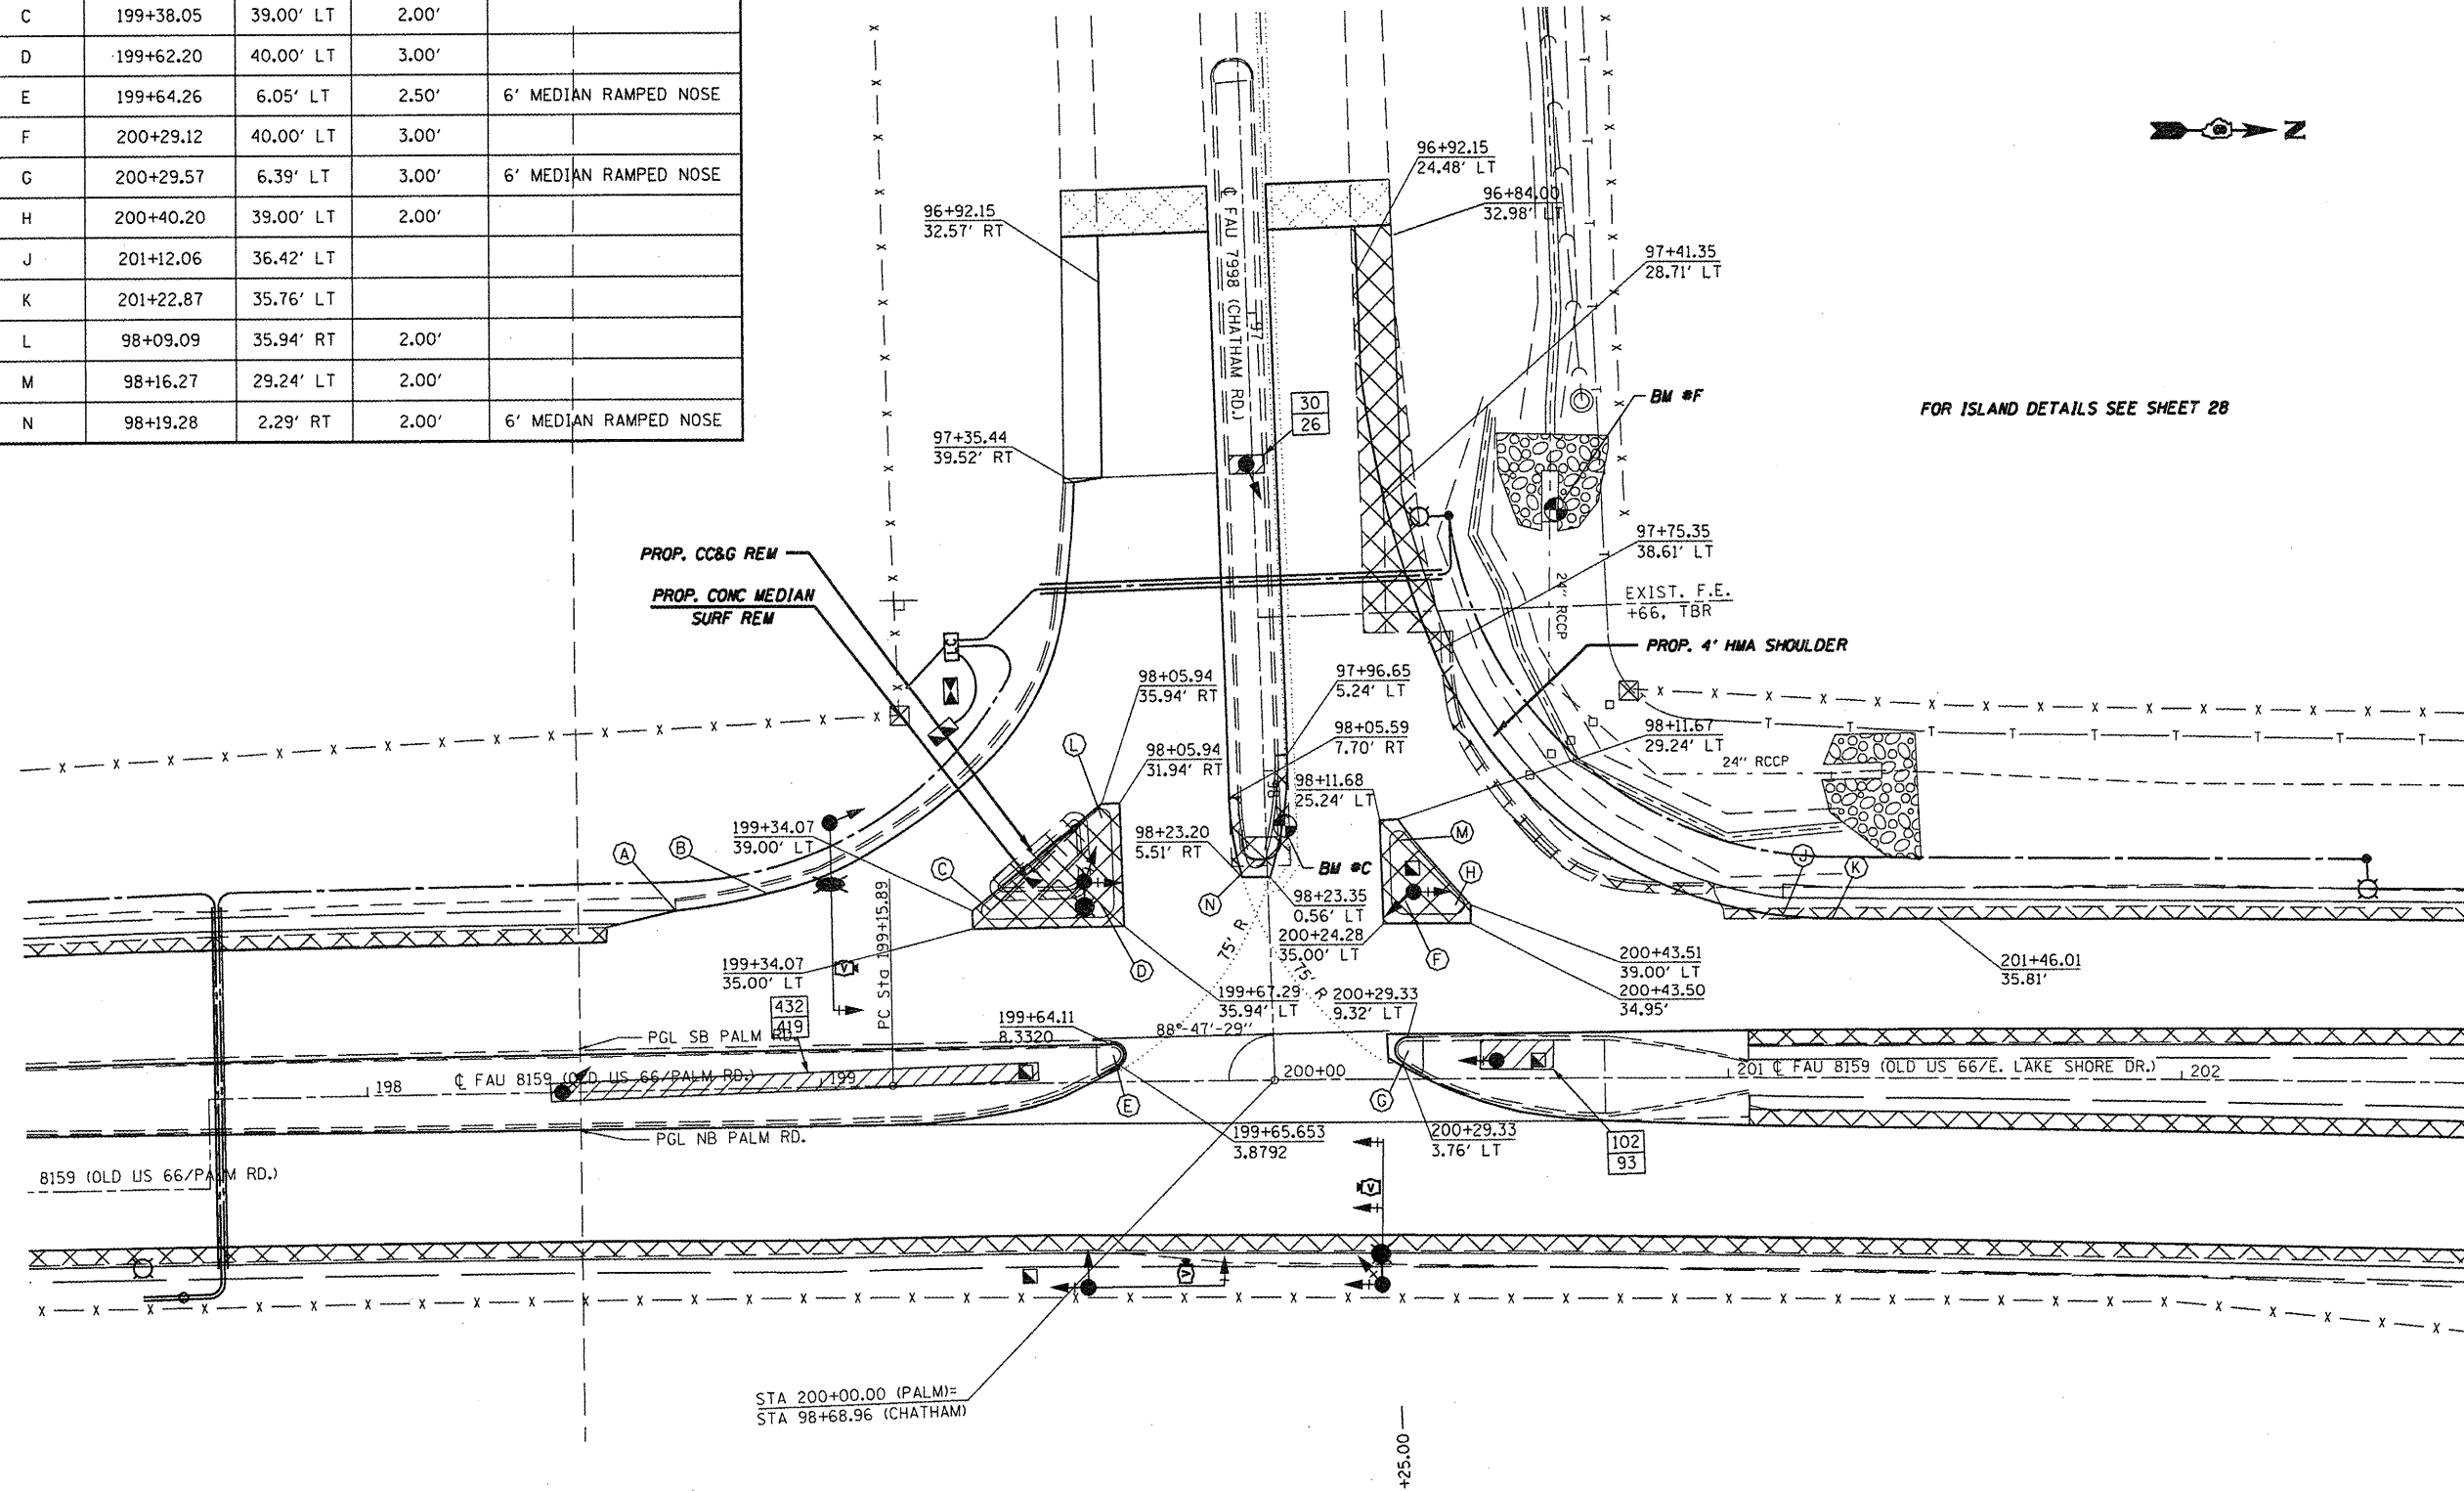 C 199+38.05 39.00' LT 2.00'
D 199+62.20 40.00' LT 3.00'
E 199+64.26 6.05' LT 2.50' 6' MEDIAN RAMPED NOSE
F 200+29.12 40.00' LT 3.00'
G 200+29.57 6.39' LT 3.00' 6' MEDIAN RAMPED NOSE
H 200+40.20 39.00' LT 2.00'
J 201+12.06 36.42' LT
K 201+22.87 35.76' LT
L 98+09.09 35.94' RT 2.00'
M 98+16.27 29.24' LT 2.00'
N 98+19.28 2.29' RT 2.00' 6' MEDIAN RAMPED NOSE
N
FOR ISLAND DETAILS SEE SHEET 28
96+92.15
24.48' LT
96+84.00
32.98' LT
96+92.15
32.57' RT
97+41.35
28.71' LT
℄ FAU 7998 (CHATHAM RD.)
97
30
26
BM #F
97+35.44
39.52' RT
97+75.35
38.61' LT
24" RCCP
EXIST. F.E.
+66, TBR
PROP. CC&G REM
PROP. CONC MEDIAN
SURF REM
PROP. 4' HMA SHOULDER
98+05.94
35.94' RT
97+96.65
5.24' LT
98+05.59
7.70' RT
98+11.67
29.24' LT
24" RCCP
98+05.94
31.94' RT
98+11.68
25.24' LT
98
L
M
199+34.07
39.00' LT
98+23.20
5.51' RT
A
B
C
BM #C
H
J
K
N
98+23.35
0.56' LT
200+24.28
35.00' LT
PC Sta 199+15.89
75' R
75' R
F
D
199+34.07
35.00' LT
200+43.51
39.00' LT
200+43.50
34.95'
201+46.01
35.81'
199+67.29
35.94' LT
200+29.33
9.32' LT
432
419
199+64.11
8.3320
88°-47'-29"
PGL SB PALM RD.
℄ FAU 8159 (OLD US 66/PALM RD.)
198
199
200+00
201 ℄ FAU 8159 (OLD US 66/E. LAKE SHORE DR.)
202
E
G
PGL NB PALM RD.
199+65.653
3.8792
200+29.33
3.76' LT
102
93
8159 (OLD US 66/PALM RD.)
V
V
V
STA 200+00.00 (PALM)=
STA 98+68.96 (CHATHAM)
+25.00